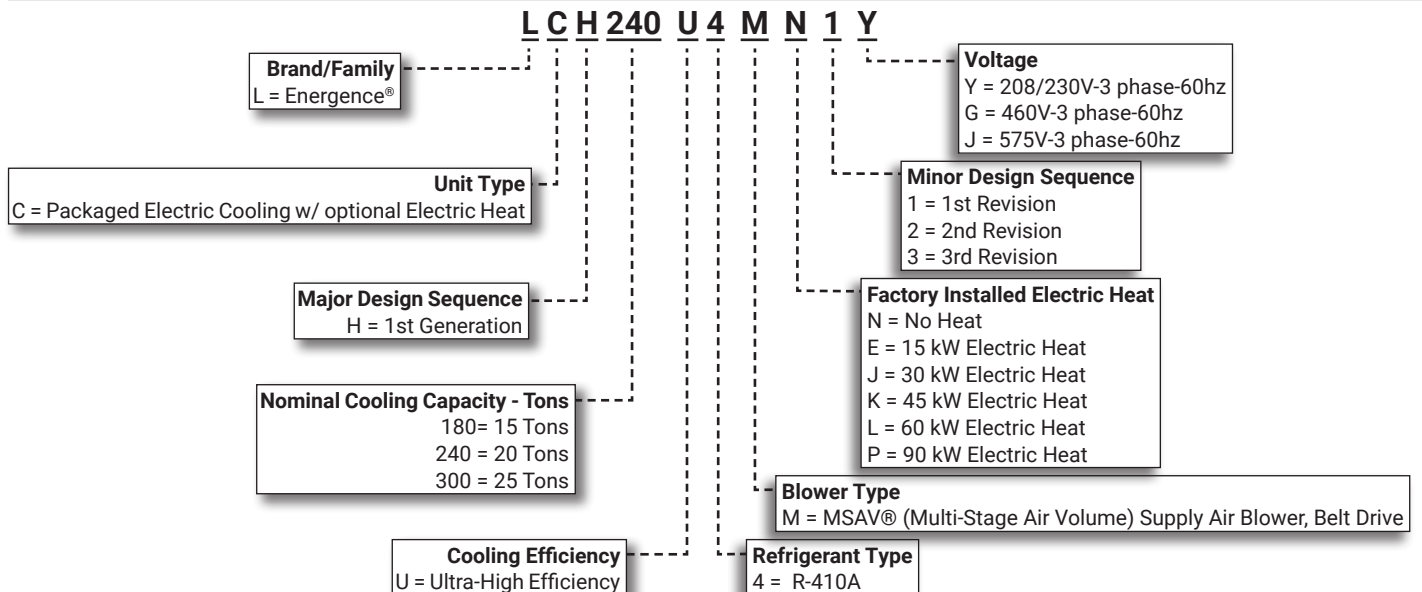 L C H 240 U 4 M N 1 Y
Brand/Family
L = Energence®
Unit Type
C = Packaged Electric Cooling w/ optional Electric Heat
Major Design Sequence
H = 1st Generation
Nominal Cooling Capacity - Tons
180= 15 Tons
240 = 20 Tons
300 = 25 Tons
Cooling Efficiency
U = Ultra-High Efficiency
Refrigerant Type
4 = R-410A
Blower Type
M = MSAV® (Multi-Stage Air Volume) Supply Air Blower, Belt Drive
Factory Installed Electric Heat
N = No Heat
E = 15 kW Electric Heat
J = 30 kW Electric Heat
K = 45 kW Electric Heat
L = 60 kW Electric Heat
P = 90 kW Electric Heat
Minor Design Sequence
1 = 1st Revision
2 = 2nd Revision
3 = 3rd Revision
Voltage
Y = 208/230V-3 phase-60hz
G = 460V-3 phase-60hz
J = 575V-3 phase-60hz